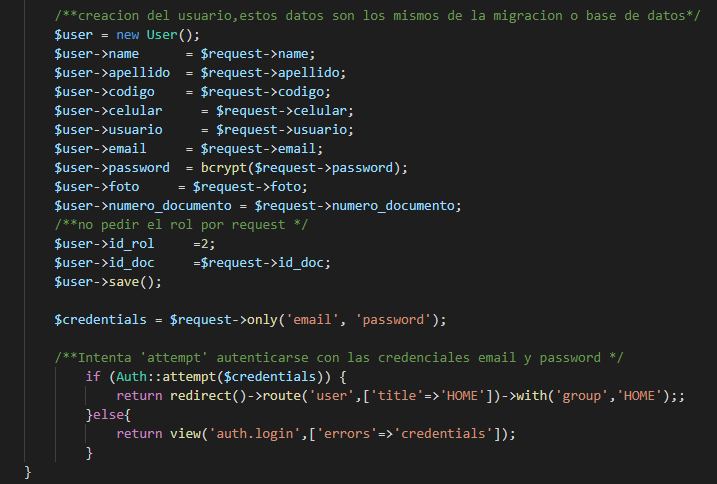 /**creacion del usuario,estos datos son los mismos de la migracion o base de datos*/
$user = new User();
$user->name      = $request->name;
$user->apellido  = $request->apellido;
$user->codigo    = $request->codigo;
$user->celular     = $request->celular;
$user->usuario     = $request->usuario;
$user->email     = $request->email;
$user->password  = bcrypt($request->password);
$user->foto     = $request->foto;
$user->numero_documento = $request->numero_documento;
/**no pedir el rol por request */
$user->id_rol     =2;
$user->id_doc     =$request->id_doc;
$user->save();

$credentials = $request->only('email', 'password');

/**Intenta 'attempt' autenticarse con las credenciales email y password */
    if (Auth::attempt($credentials)) {
        return redirect()->route('user',['title'=>'HOME'])->with('group','HOME');;
    }else{
        return view('auth.login',['errors'=>'credentials']);
    }
}